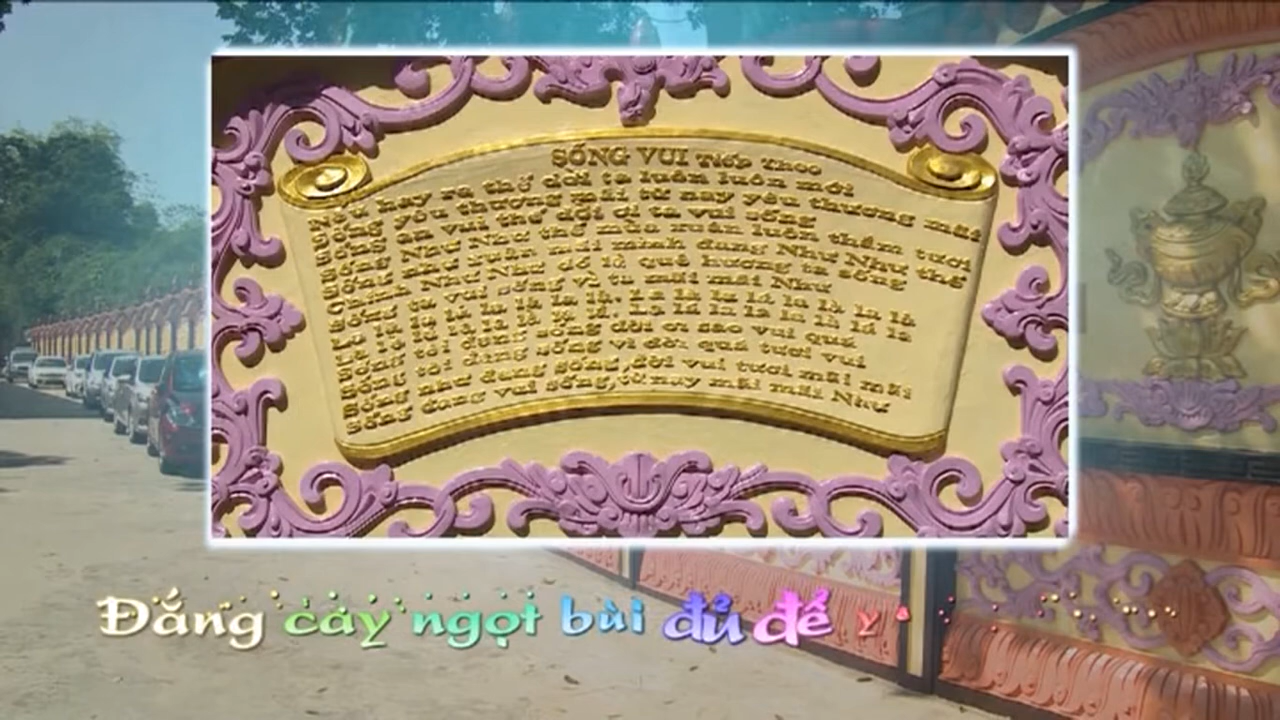 SỐNG VUI Tiếp Theo
Nếu hay ra thế đời ta luôn luôn mới
Sống yêu thương mãi từ nay yêu thương mãi
Sống an vui thế đời ơi ta vui sống
Sống Như Như thế mùa xuân luôn thắm tươi
Sống như xuân mãi mình đang Như Như thế
Chính Như Như đó là quê hương ta sống
Sống ta vui sống và ta mãi mãi Như
Sống tôi đang sống đời ơi sao vui quá
Sống tôi đang sống vì đời quá tươi vui
Sống như đang sống, đời vui tươi mãi mãi
Sống đang vui sống, từ nay mãi mãi Như
Đắng cay ngọt bùi đủ để y